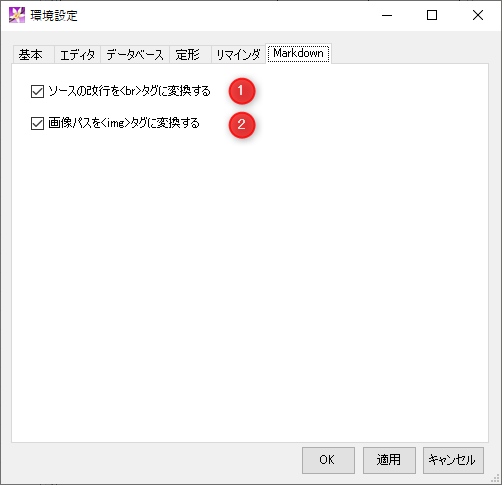 環境設定
基本 エディタ データベース 定形 リマインダ Markdown
ソースの改行を<br>タグに変換する 1
画像パスを<img>タグに変換する 2
OK 適用 キャンセル